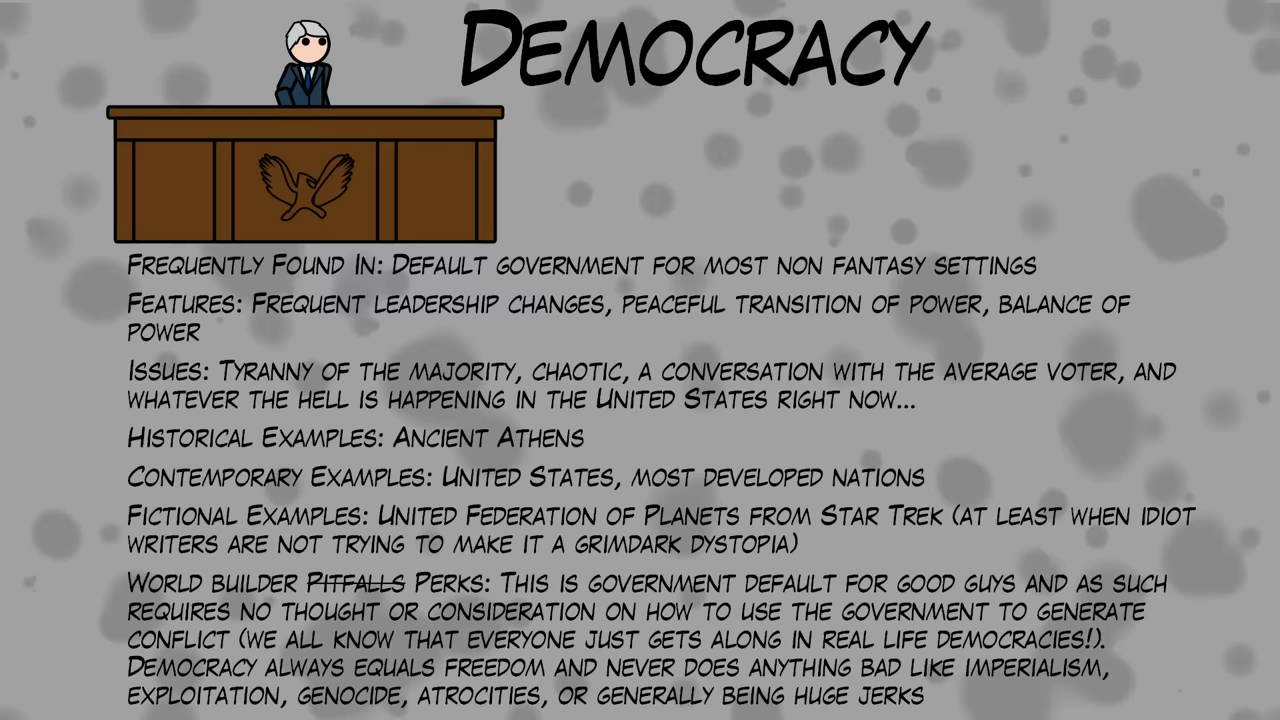 Democracy
Frequently Found In: Default government for most non fantasy settings
Features: Frequent leadership changes, peaceful transition of power, balance of
power
Issues: Tyranny of the majority, chaotic, a conversation with the average voter, and
whatever the hell is happening in the United States right now...
Historical Examples: Ancient Athens
Contemporary Examples: United States, most developed nations
Fictional Examples: United Federation of Planets from Star Trek (at least when idiot
writers are not trying to make it a grimdark dystopia)
World builder Pitfalls Perks: This is government default for good guys and as such
requires no thought or consideration on how to use the government to generate
conflict (we all know that everyone just gets along in real life democracies!).
Democracy always equals freedom and never does anything bad like imperialism,
exploitation, genocide, atrocities, or generally being huge jerks